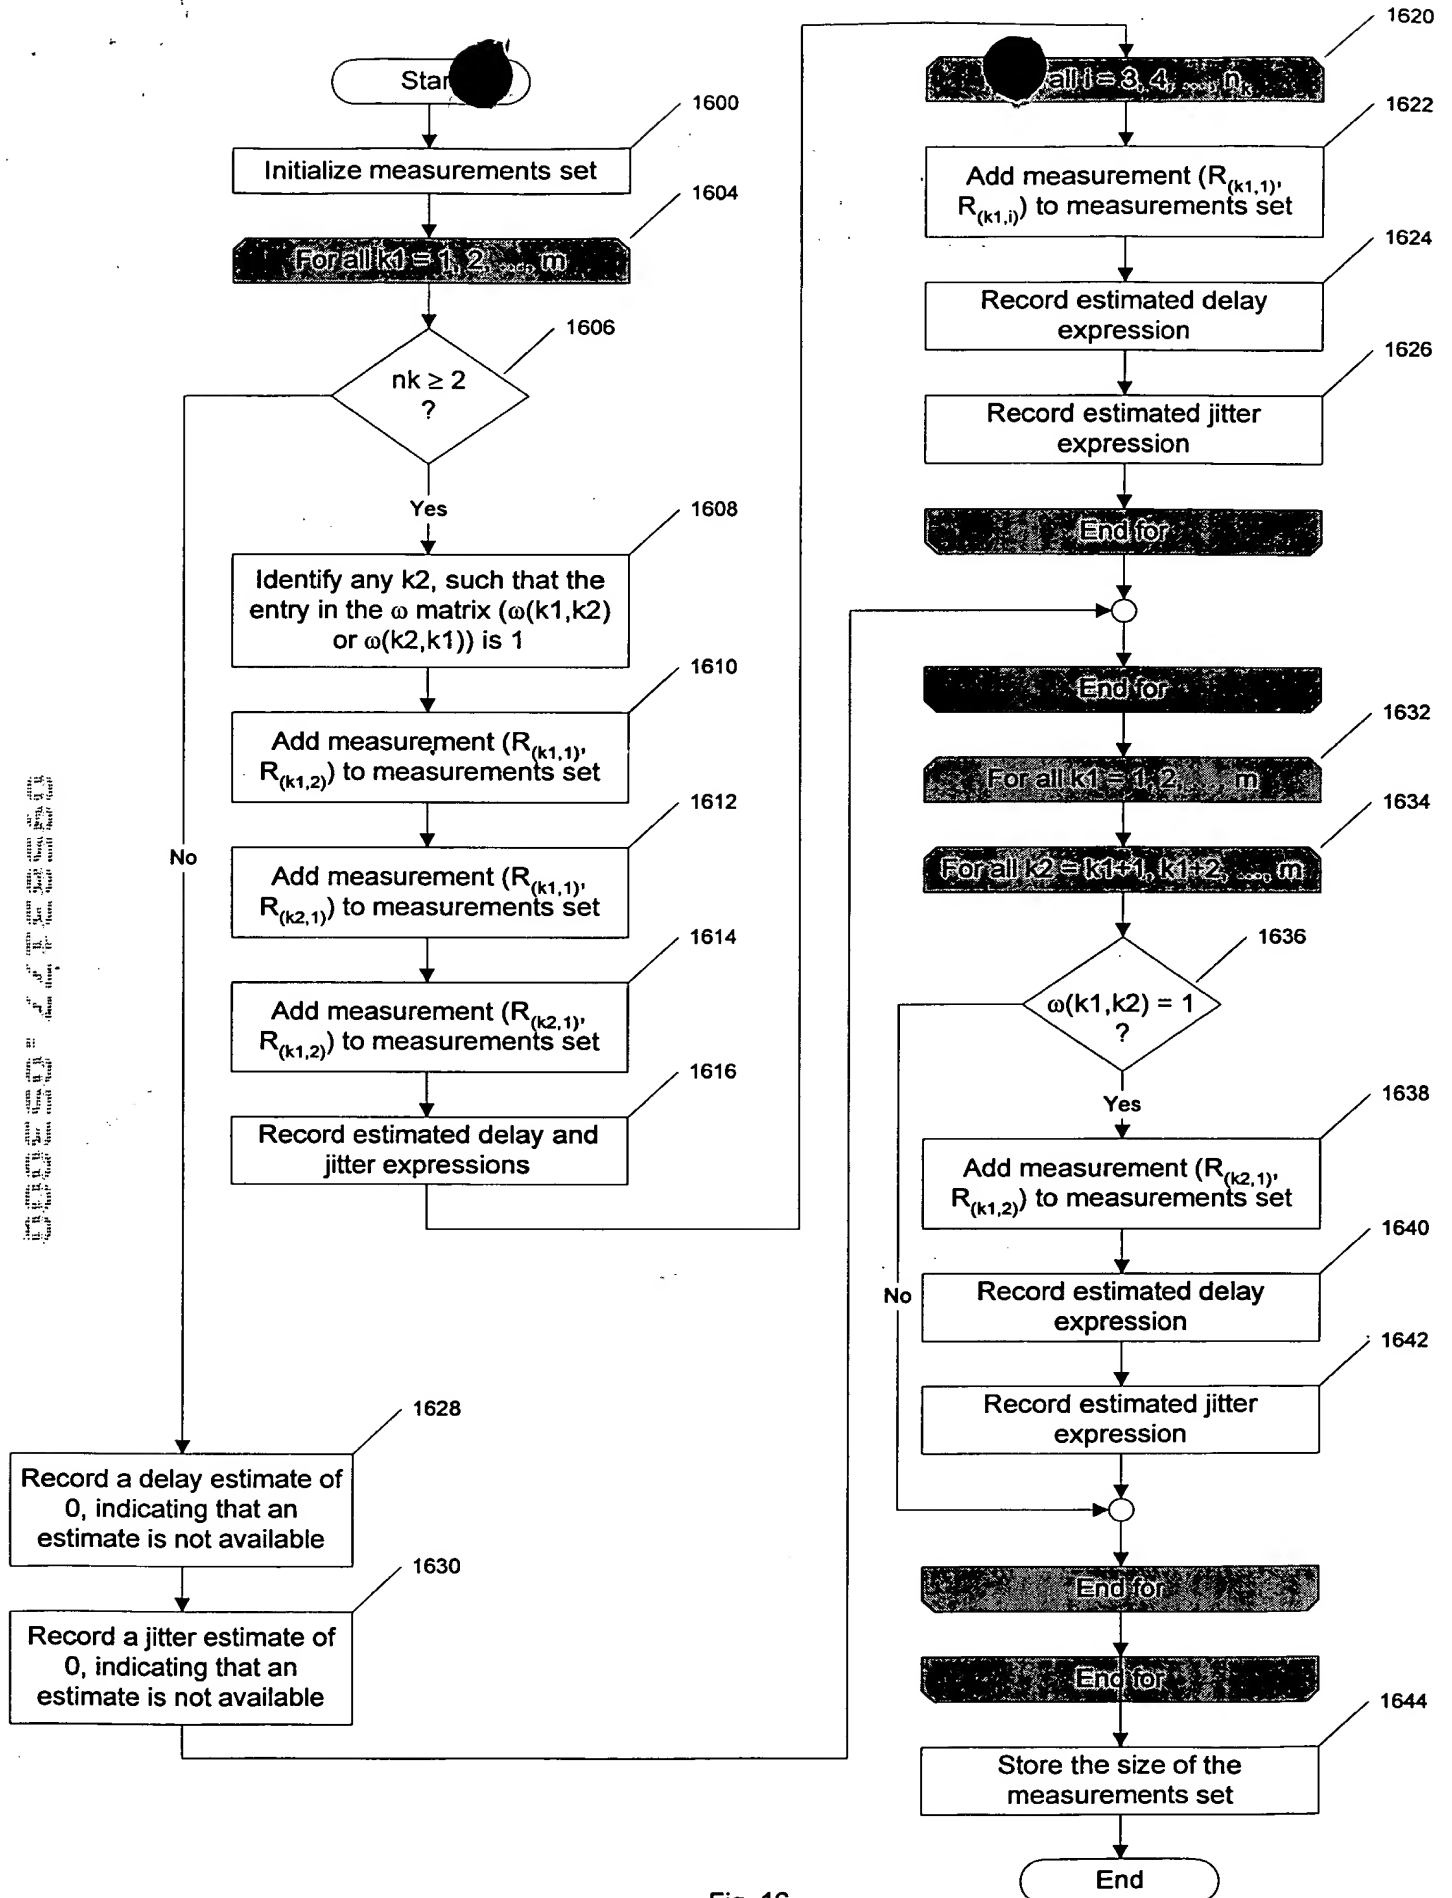 1600
Initialize measurements set
1604
For all k1 = 1, 2, ..., m
1606
nk ≥ 2
?
Yes
No
1608
Identify any k2, such that the
entry in the ω matrix (ω(k1,k2)
or ω(k2,k1)) is 1
1610
Add measurement (R(k1,1),
R(k1,2)) to measurements set
1612
Add measurement (R(k1,1),
R(k2,1)) to measurements set
1614
Add measurement (R(k2,1),
R(k1,2)) to measurements set
1616
Record estimated delay and
jitter expressions
1628
Record a delay estimate of
0, indicating that an
estimate is not available
1630
Record a jitter estimate of
0, indicating that an
estimate is not available
1620
all i = 3, 4, ..., nk
1622
Add measurement (R(k1,1),
R(k1,i)) to measurements set
1624
Record estimated delay
expression
1626
Record estimated jitter
expression
End for
End for
1632
For all k1 = 1, 2, m
1634
For all k2 = k1+1, k1+2, ..., m
1636
ω(k1,k2) = 1
?
Yes
No
1638
Add measurement (R(k2,1),
R(k1,2)) to measurements set
1640
Record estimated delay
expression
1642
Record estimated jitter
expression
End for
End for
1644
Store the size of the
measurements set
End